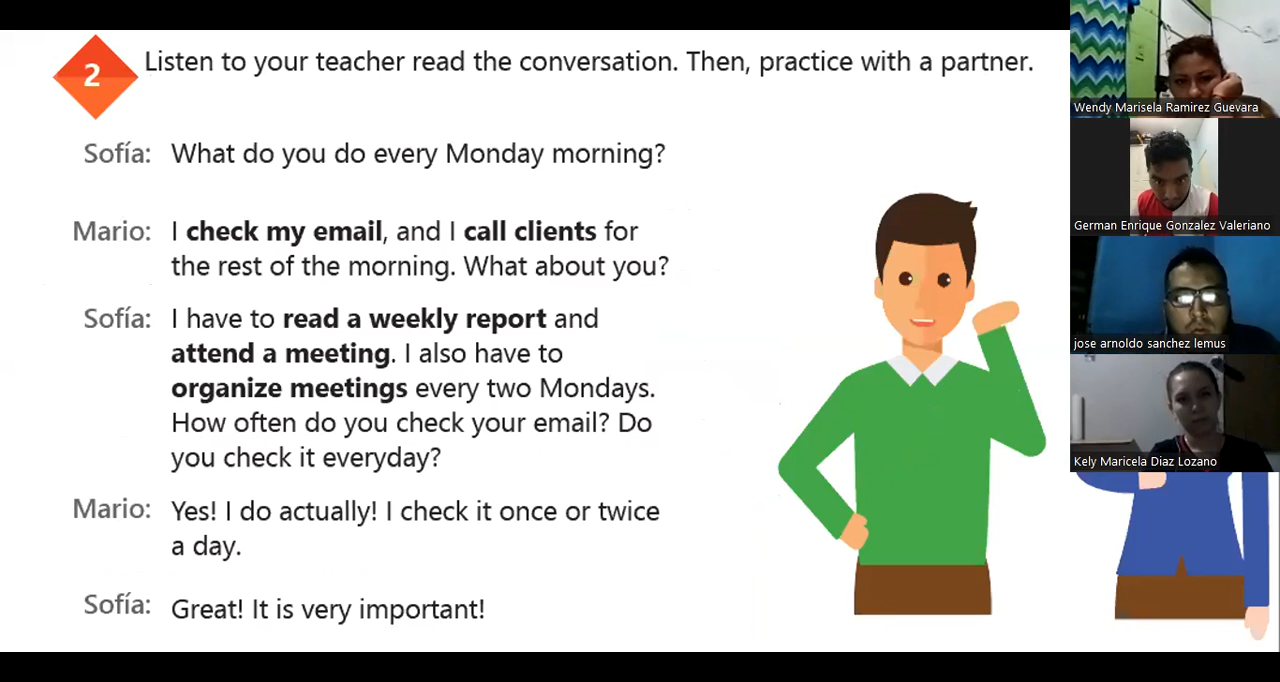 2
Listen to your teacher read the conversation. Then, practice with a partner.
Sofía: What do you do every Monday morning?
Mario: I check my email, and I call clients for
the rest of the morning. What about you?
Sofía: I have to read a weekly report and
attend a meeting. I also have to
organize meetings every two Mondays.
How often do you check your email? Do
you check it everyday?
Mario: Yes! I do actually! I check it once or twice
a day.
Sofía: Great! It is very important!
Wendy Marisela Ramirez Guevara
German Enrique Gonzalez Valeriano
jose arnoldo sanchez lemus
Kely Maricela Diaz Lozano